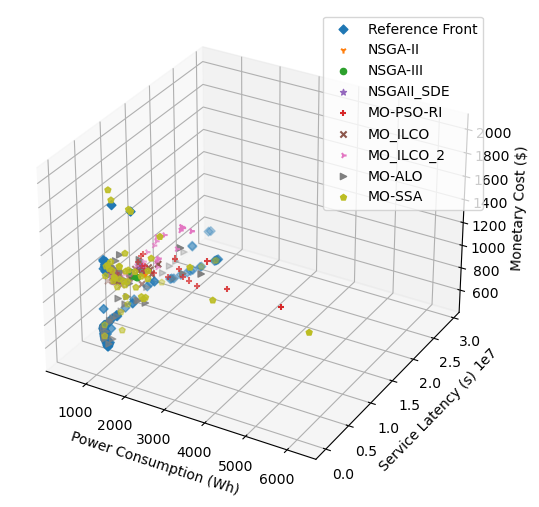 Reference Front
NSGA-II
NSGA-III
NSGAII_SDE
MO-PSO-RI
MO_ILCO
MO_ILCO_2
MO-ALO
MO-SSA
2000
1800
1600
1400
1200
1000
800
600
Monetary Cost ($)
3.0
2.5
2.0
1.5
1.0
0.5
0.0
1e7
Service Latency (s)
1000
2000
3000
4000
5000
6000
Power Consumption (Wh)